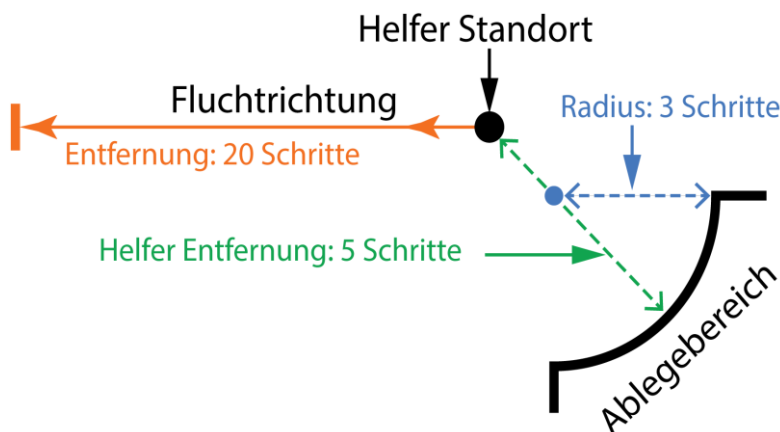 Helfer Standort
Fluchtrichtung
Radius: 3 Schritte
Entfernung: 20 Schritte
Helfer Entfernung: 5 Schritte
Ablegebereich